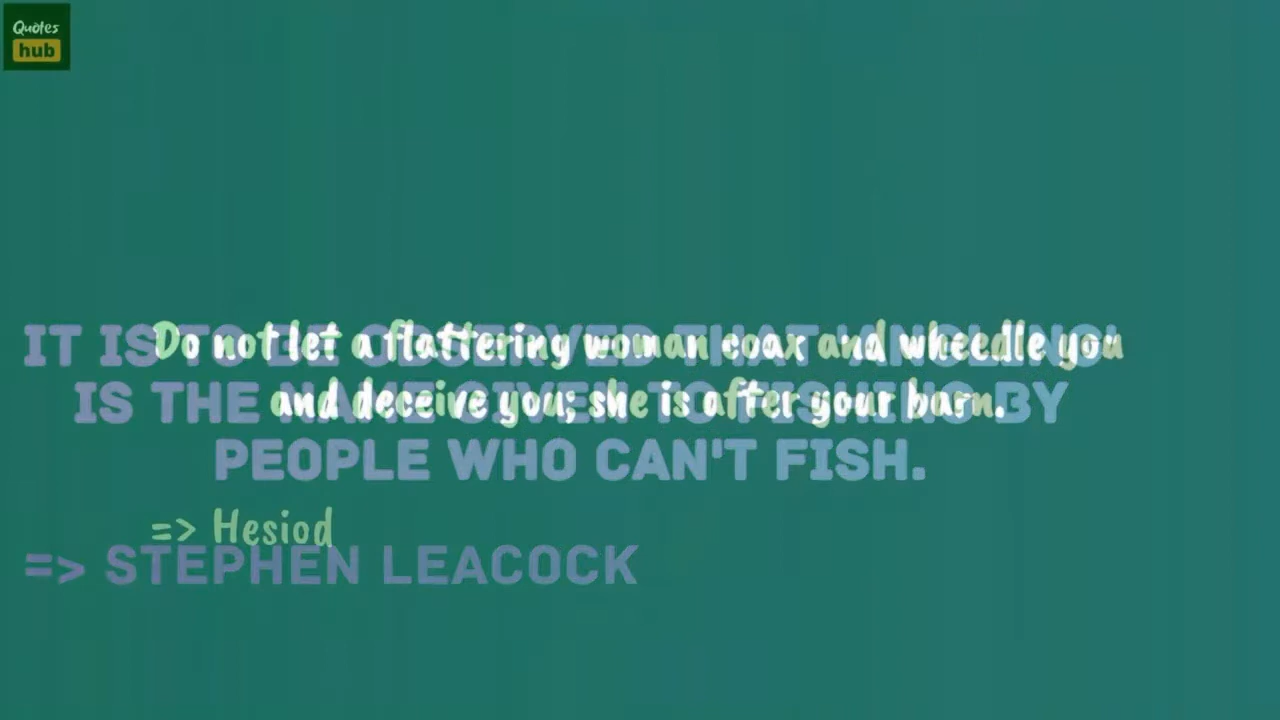 Quotes
hub
IT IS TO BE OBSERVED THAT 'ANGLING'
IS THE NAME GIVEN TO FISHING BY
PEOPLE WHO CAN'T FISH.
=> STEPHEN LEACOCK
Do not let a flattering woman coax and wheedle you
and deceive you; she is after your barn.
=> Hesiod